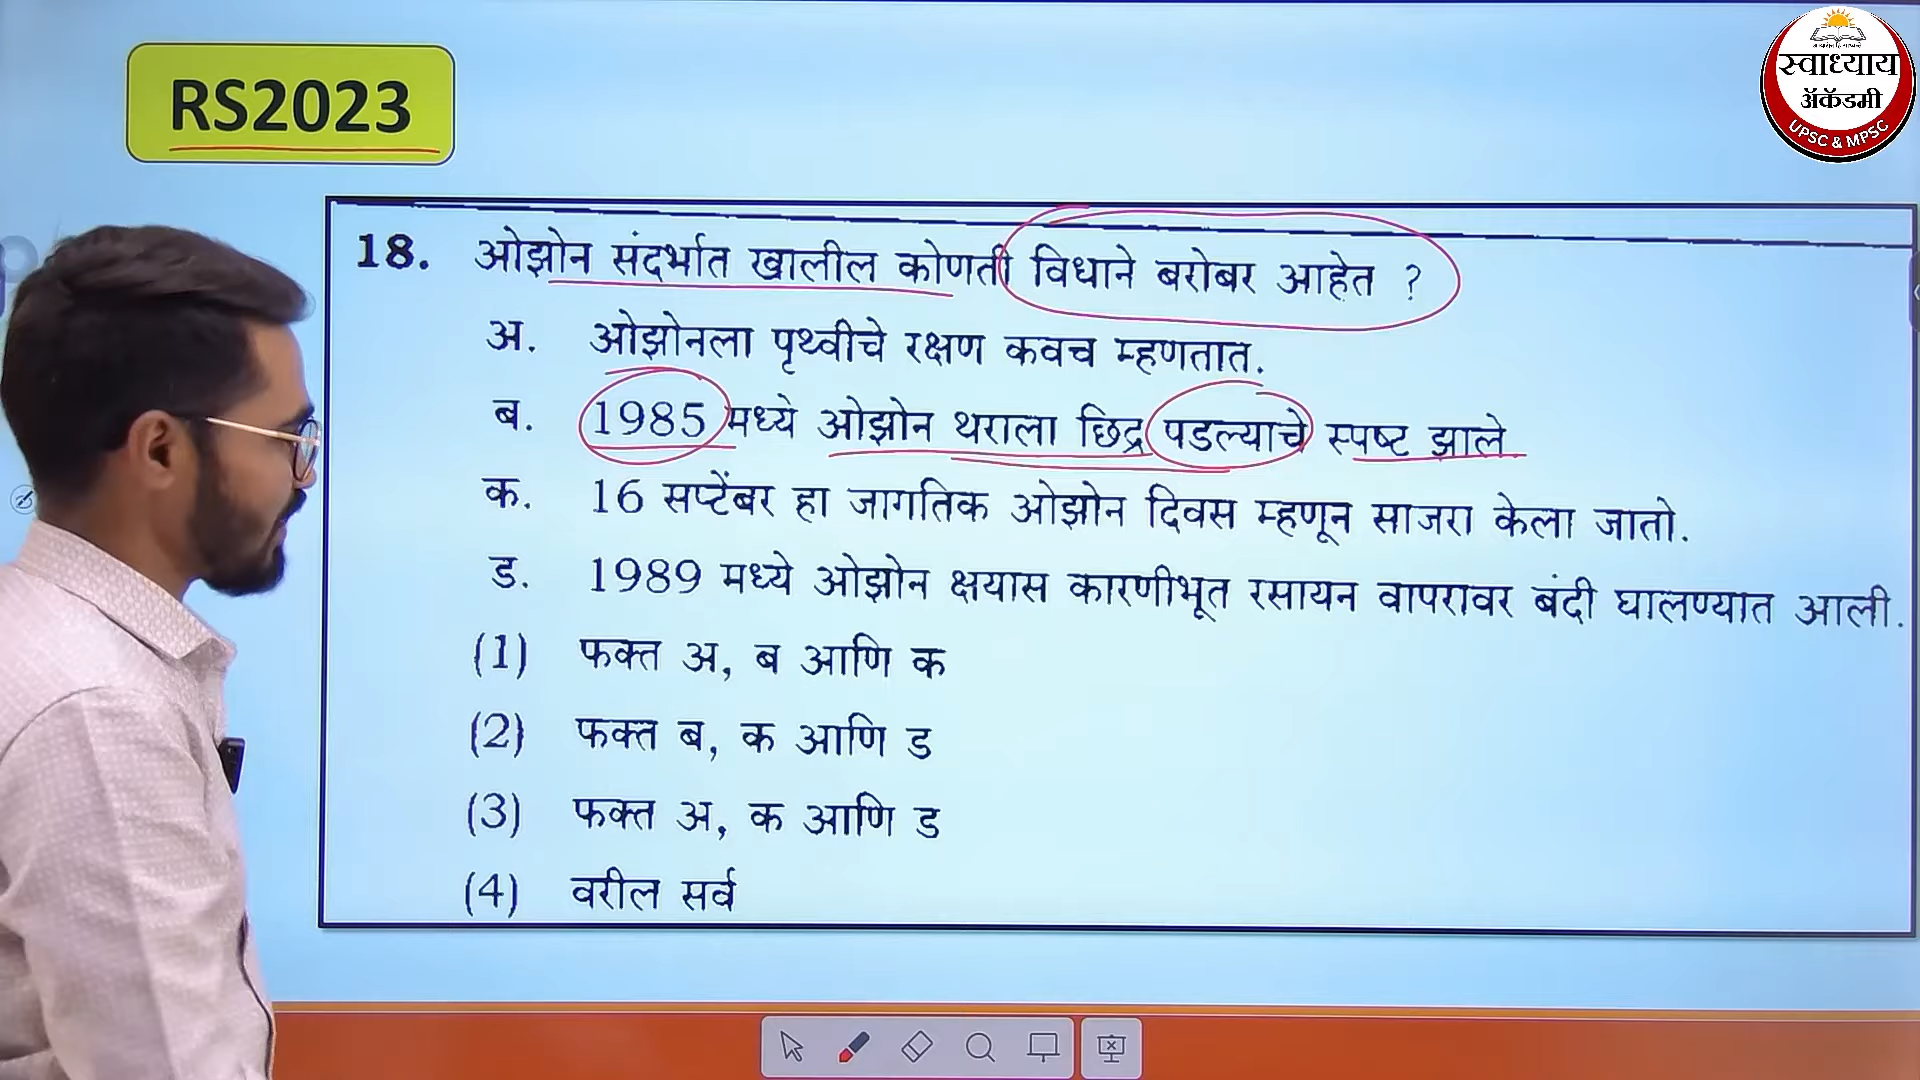 RS2023
स्वाध्याय
ॲकॅडमी
UPSC & MPSC
18. ओझोन संदर्भात खालील कोणती विधाने बरोबर आहेत ?
अ. ओझोनला पृथ्वीचे रक्षण कवच म्हणतात.
ब. 1985 मध्ये ओझोन थराला छिद्र पडल्याचे स्पष्ट झाले.
क. 16 सप्टेंबर हा जागतिक ओझोन दिवस म्हणून साजरा केला जातो.
ड. 1989 मध्ये ओझोन क्षयास कारणीभूत रसायन वापरावर बंदी घालण्यात आली.
(1) फक्त अ, ब आणि क
(2) फक्त ब, क आणि ड
(3) फक्त अ, क आणि ड
(4) वरील सर्व